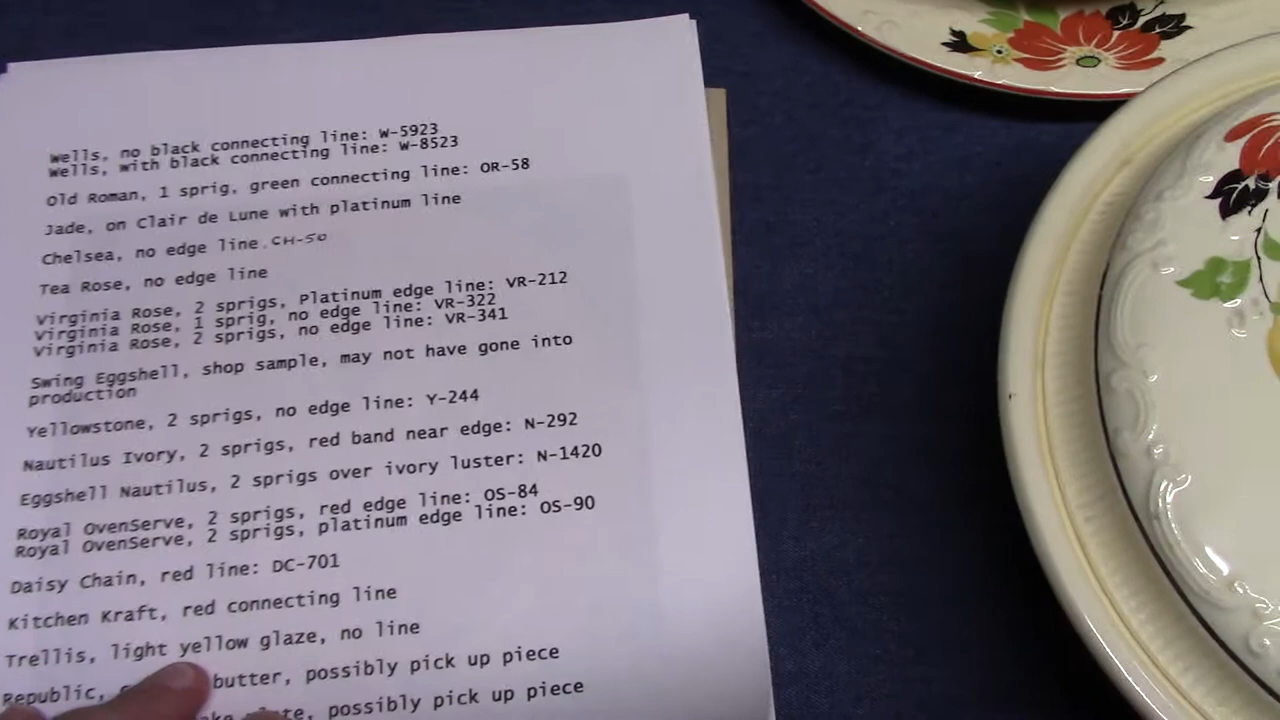 Wells, no black connecting line: W-5923
Wells, with black connecting line: W-8523
Old Roman, 1 sprig, green connecting line: OR-58
Jade, on Clair de Lune with platinum line
Chelsea, no edge line. CH-50
Tea Rose, no edge line
Virginia Rose, 2 sprigs, Platinum edge line: VR-212
Virginia Rose, 1 sprig, no edge line: VR-322
Virginia Rose, 2 sprigs, no edge line: VR-341
Swing Eggshell, shop sample, may not have gone into
production
Yellowstone, 2 sprigs, no edge line: Y-244
Nautilus Ivory, 2 sprigs, red band near edge: N-292
Eggshell Nautilus, 2 sprigs over ivory luster: N-1420
Royal OvenServe, 2 sprigs, red edge line: OS-84
Royal OvenServe, 2 sprigs, platinum edge line: OS-90
Daisy Chain, red line: DC-701
Kitchen Kraft, red connecting line
Trellis, light yellow glaze, no line
Republic, butter, possibly pick up piece
possibly pick up piece